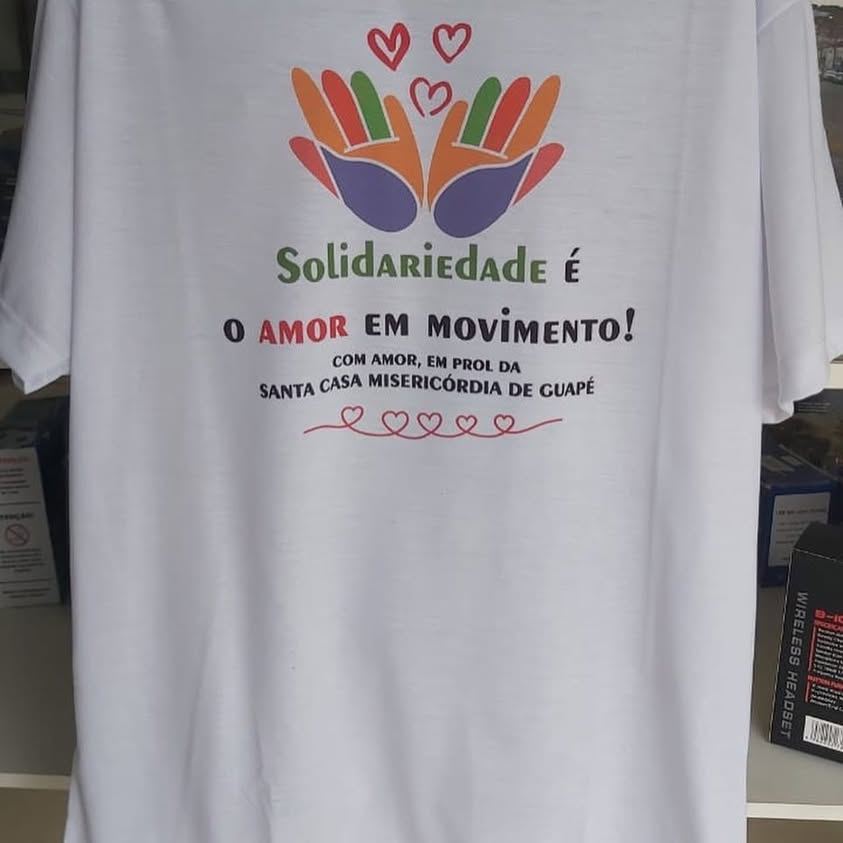 Solidariedade é
o amor em movimento!
COM AMOR, EM PROL DA
SANTA CASA MISERICÓRDIA DE GUAPÉ
WIRELESS HEADSET